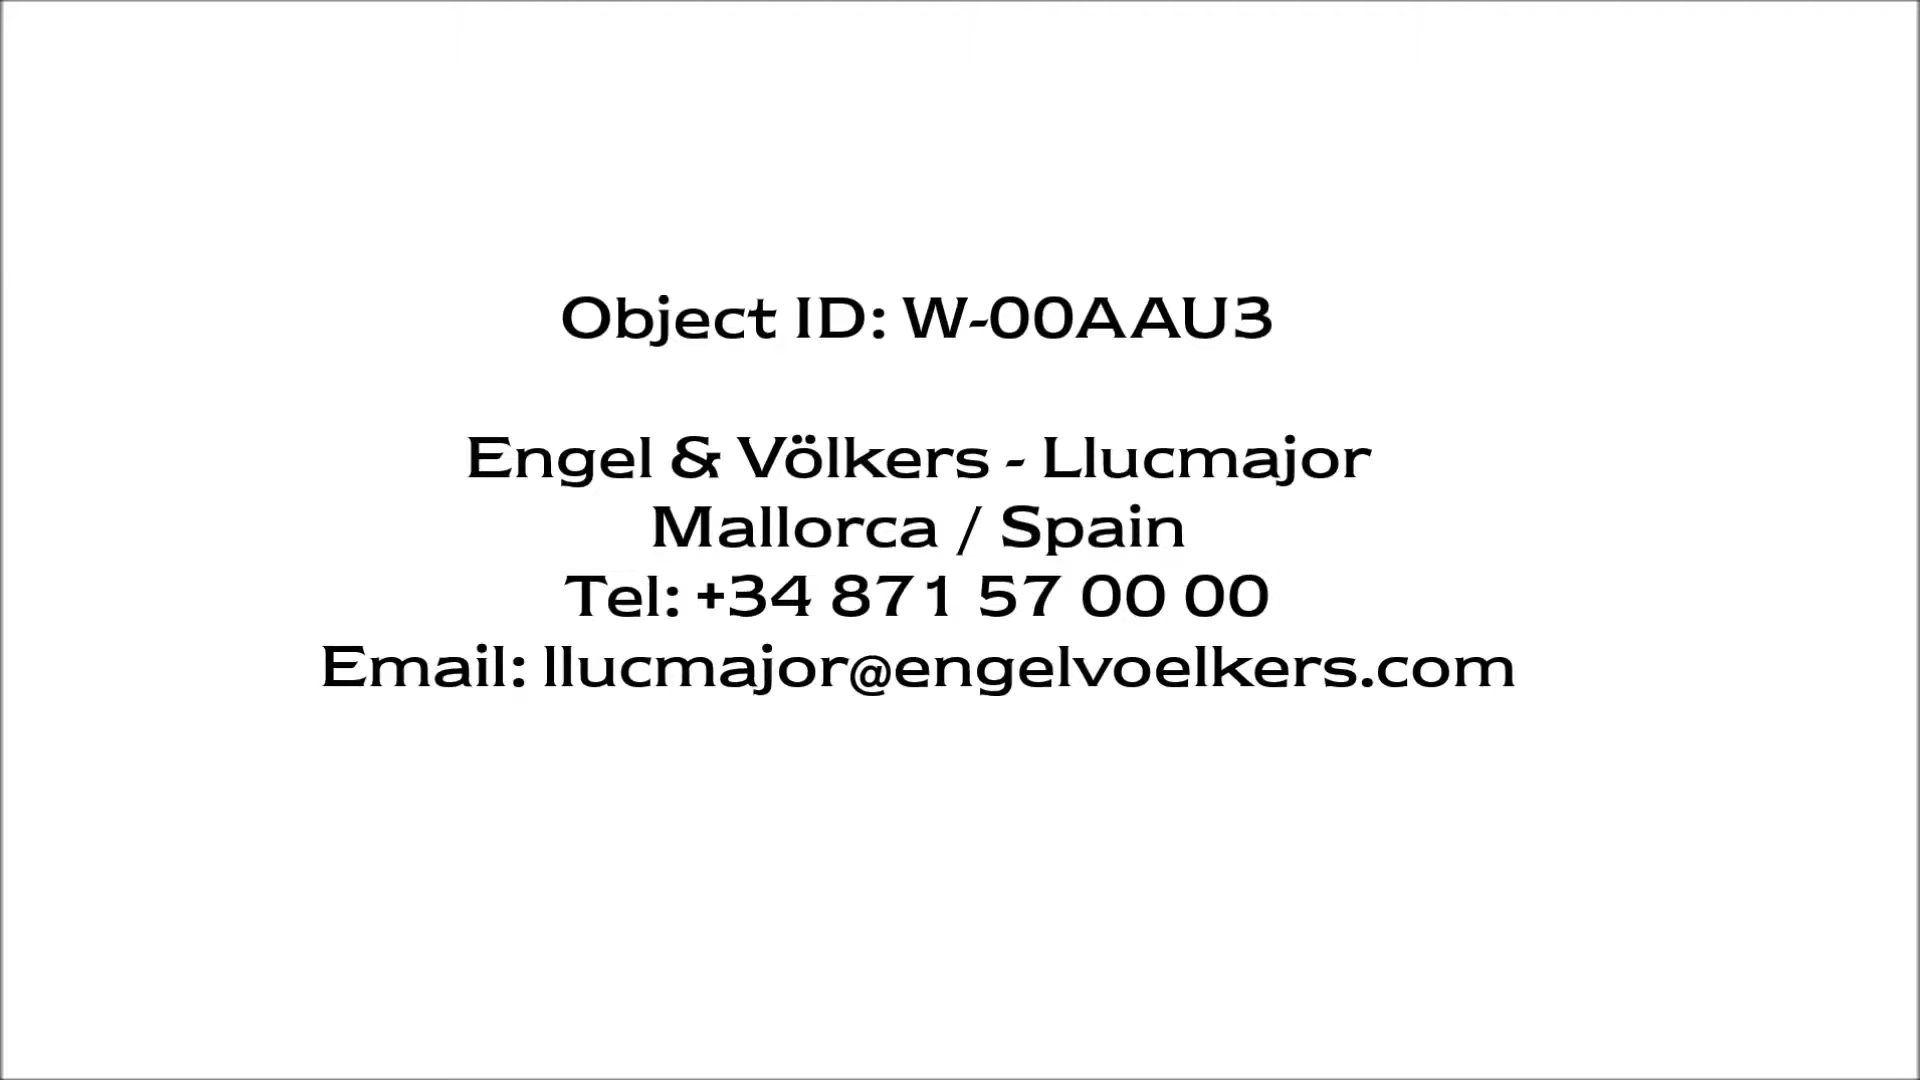 Object ID: W-00AAU3
Engel & Völkers - Llucmajor
Mallorca / Spain
Tel: +34 871 57 00 00
Email: llucmajor@engelvoelkers.com